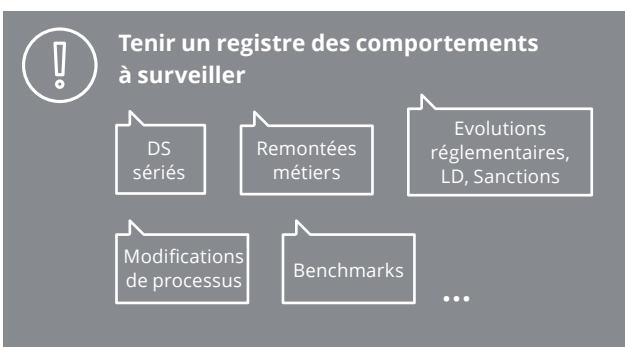 Tenir un registre des comportements
à surveiller
DS
sériés
Remontées
métiers
Evolutions
réglementaires,
LD, Sanctions
Modifications
de processus
Benchmarks
...